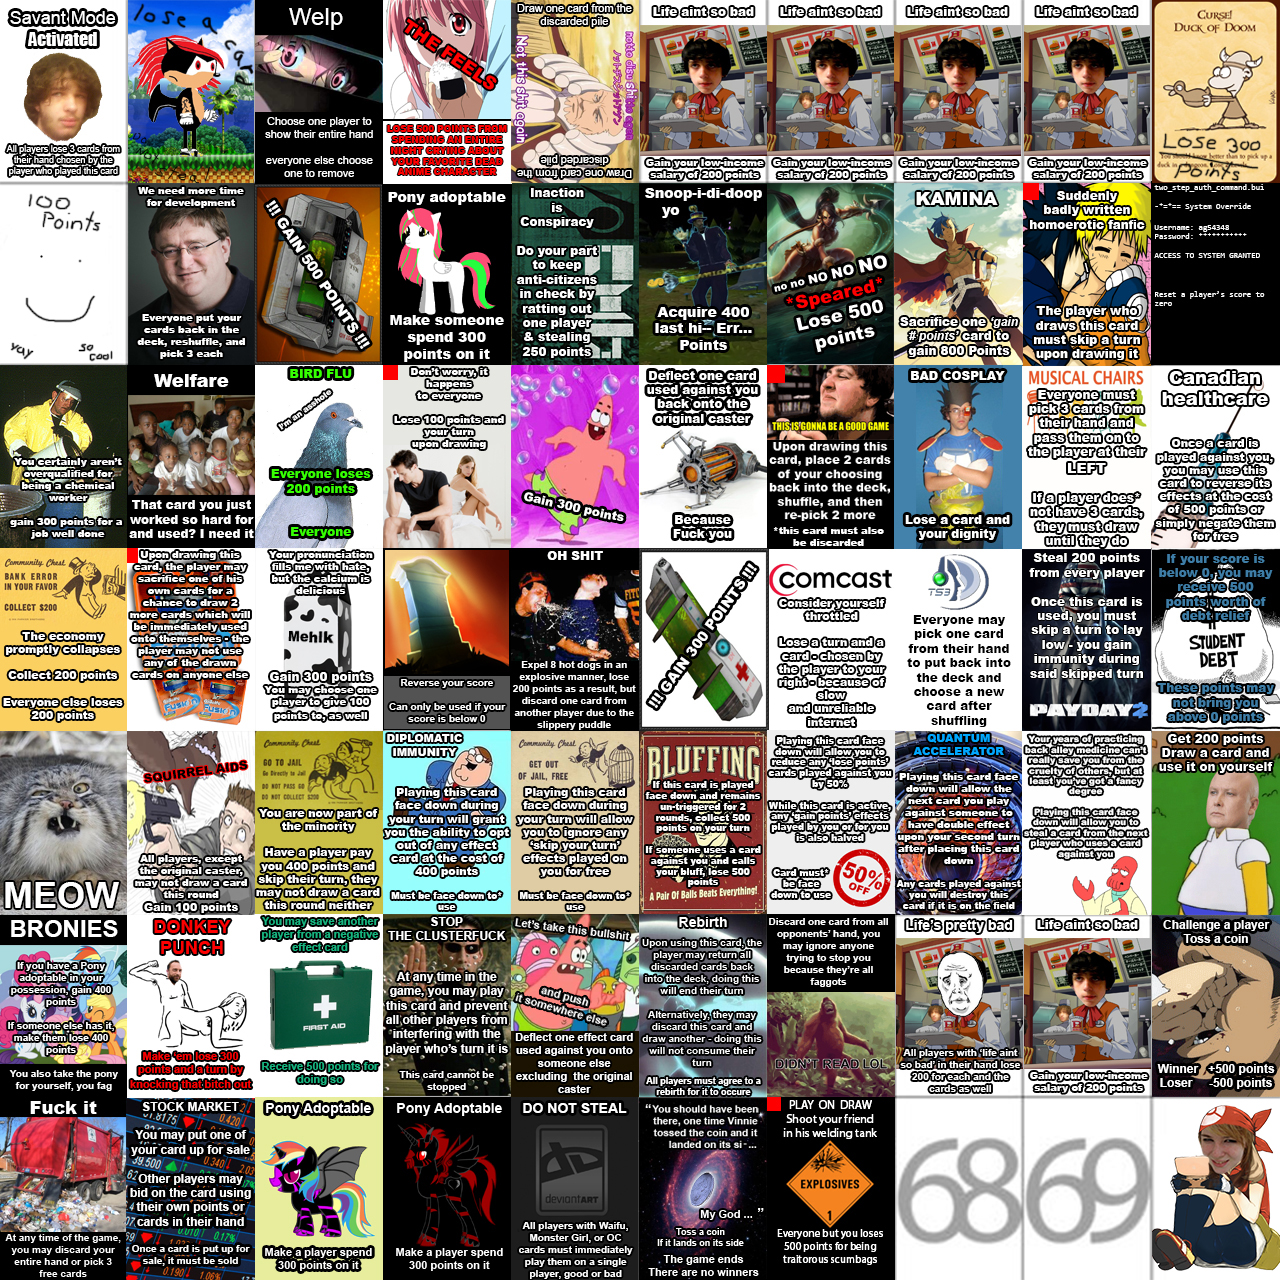 Savant Mode
Activated
All players lose 3 cards from
their hand chosen by the
player who played this card
lose a
Welp
Choose one player to
show their entire hand
everyone else choose
one to remove
THE FEELS
LOSE 800 POINTS FROM
SPENDING AN ENTIRE
NIGHT CRYING ABOUT
YOUR FAVORITE DEAD
ANIME CHARACTER
Draw one card from the
discarded pile
Not this shit again
Draw one card from the
discarded pile
Life aint so bad
Gain your low-income
salary of 200 points
Life aint so bad
Gain your low-income
salary of 200 points
Life aint so bad
Gain your low-income
salary of 200 points
Life aint so bad
Gain your low-income
salary of 200 points
CURSE!
DUCK OF DOOM
Lose 300
Points
100
Points
yay
so
cool
We need more time
for development
Everyone put your
cards back in the
deck, reshuffle, and
pick 3 each
!!! GAIN 500 POINTS !!!
Pony adoptable
Make someone
spend 300
points on it
Inaction
is
Conspiracy
Do your part
to keep
anti-citizens
in check by
ratting out
one player
& stealing
250 points
Snoop-i-di-doop
yo
Acquire 400
last hi– Err...
Points
no NO NO NO NO
*Speared*
Lose 500
points
KAMINA
Sacrifice one 'gain
# points' card to
gain 800 Points
Suddenly
badly written
homoerotic fanfic
The player who
draws this card
must skip a turn
upon drawing it
two_step_auth_command.bui
-*=*== System Override
Username: ag54348
Password: ***********
ACCESS TO SYSTEM GRANTED
Reset a player's score to
zero
You certainly aren't
overqualified for
being a chemical
worker
gain 300 points for a
job well done
Welfare
That card you just
worked so hard for
and used? I need it
BIRD FLU
I'm an asshole
Everyone loses
200 points
Everyone
Don't worry, it
happens
to everyone
Lose 100 points and
your turn
upon drawing
Gain 300 points
Deflect one card
used against you
back onto the
original caster
Because
Fuck you
THIS IS GONNA BE A GOOD GAME
Upon drawing this
card, place 2 cards
of your choosing
back into the deck,
shuffle, and then
re-pick 2 more
*this card must also
be discarded
BAD COSPLAY
Lose a card and
your dignity
MUSICAL CHAIRS
Everyone must
pick 3 cards from
their hand and
pass them on to
the player at their
LEFT
If a player does*
not have 3 cards,
they must draw
until they do
Canadian
healthcare
Once a card is
played against you,
you may use this
card to reverse its
effects at the cost
of 500 points or
simply negate them
for free
Community Chest
BANK ERROR
IN YOUR FAVOR
COLLECT $200
The economy
promptly collapses
Collect 200 points
Everyone else loses
200 points
Upon drawing this
card, the player may
sacrifice one of his
own cards for a
chance to draw 2
more cards which will
be immediately used
onto themselves - the
player may not use
any of the drawn
cards on anyone else
Your pronunciation
fills me with hate,
but the calcium is
delicious
Mehlk
Gain 300 points
You may choose one
player to give 100
points to, as well
Reverse your score
Can only be used if your
score is below 0
OH SHIT
Expel 8 hot dogs in an
explosive manner, lose
200 points as a result, but
discard one card from
another player due to the
slippery puddle
!!! GAIN 300 POINTS !!!
comcast
Consider yourself
throttled
Lose a turn and a
card - chosen by
the player to your
right - because of
slow
and unreliable
internet
TS3
Everyone may
pick one card
from their hand
to put back into
the deck and
choose a new
card after
shuffling
Steal 200 points
from every player
Once this card is
used, you must
skip a turn to lay
low - you gain
immunity during
said skipped turn
PAYDAY2
If your score is
below 0, you may
receive 500
points worth of
debt relief
STUDENT
DEBT
These points may
not bring you
above 0 points
MEOW
SQUIRREL AIDS
All players, except
the original caster,
may not draw a card
this round
Gain 100 points
Community Chest
GO TO JAIL
Go Directly to Jail
DO NOT PASS GO
DO NOT COLLECT $200
You are now part of
the minority
Have a player pay
you 400 points and
skip their turn, they
may not draw a card
this round neither
DIPLOMATIC
IMMUNITY
Playing this card
face down during
your turn will grant
you the ability to opt
out of any effect
card at the cost of
400 points
Must be face down to*
use
Community Chest
GET OUT
OF JAIL, FREE
Playing this card
face down during
your turn will allow
you to ignore any
'skip your turn'
effects played on
you for free
Must be face down to*
use
BLUFFING
If this card is played
face down and remains
un-triggered for 2
rounds, collect 500
points on your turn
If someone uses a card
against you and calls
your bluff, lose 500
points
A Pair Of Balls Beats Everything!
Playing this card face
down will allow you to
reduce any 'lose points'
cards played against you
by 50%
While this card is active,
any 'gain points' effects
played by you or for you
is also halved
Card must*
be face
down to use
50%
OFF
QUANTUM
ACCELERATOR
Playing this card face
down will allow the
next card you play
against someone to
have double effect
upon your second turn
after placing this card
down
Any cards played against
you will destroy this
card if it is on the field
Your years of practicing
back alley medicine can't
really save you from the
cruelty of others, but at
least you've got a fancy
degree
Playing this card face
down will allow you to
steal a card from the next
player who uses a card
against you
Get 200 points
Draw a card and
use it on yourself
BRONIES
If you have a Pony
adoptable in your
possession, gain 400
points
If someone else has it,
make them lose 400
points
You also take the pony
for yourself, you fag
DONKEY
PUNCH
Make 'em lose 300
points and a turn by
knocking that bitch out
You may save another
player from a negative
effect card
FIRST AID
Receive 500 points for
doing so
STOP
THE CLUSTERFUCK
At any time in the
game, you may play
this card and prevent
all other players from
interfering with the
player who's turn it is
This card cannot be
stopped
Let's take this bullshit
and push
it somewhere else
Deflect one effect card
used against you onto
someone else
excluding the original
caster
Rebirth
Upon using this card, the
player may return all
discarded cards back
into the deck, doing this
will end their turn
Alternatively, they may
discard this card and
draw another - doing this
will not consume their
turn
All players must agree to a
rebirth for it to occure
Discard one card from all
opponents' hand, you
may ignore anyone
trying to stop you
because they're all
faggots
DIDN'T READ LOL
Life's pretty bad
All players with 'life aint
so bad' in their hand lose
200 for each and the
cards as well
Life aint so bad
Gain your low-income
salary of 200 points
Challenge a player
Toss a coin
Winner +500 points
Loser -500 points
Fuck it
At any time of the game,
you may discard your
entire hand or pick 3
free cards
STOCK MARKET
You may put one of
your card up for sale
Other players may
bid on the card using
their own points or
cards in their hand
Once a card is put up for
sale, it must be sold
Pony Adoptable
Make a player spend
300 points on it
Pony Adoptable
Make a player spend
300 points on it
DO NOT STEAL
deviantART
All players with Waifu,
Monster Girl, or OC
cards must immediately
play them on a single
player, good or bad
"You should have been
there, one time Vinnie
tossed the coin and it
landed on its si-...
My God ... "
Toss a coin
If it lands on its side
The game ends
There are no winners
PLAY ON DRAW
Shoot your friend
in his welding tank
EXPLOSIVES
1
Everyone but you loses
500 points for being
traitorous scumbags
68
69